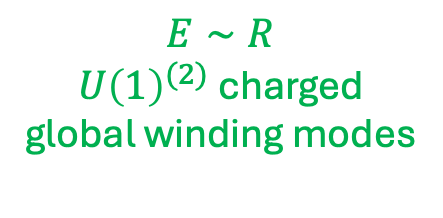 E ~ R
U(1)⁽²⁾ charged
global winding modes